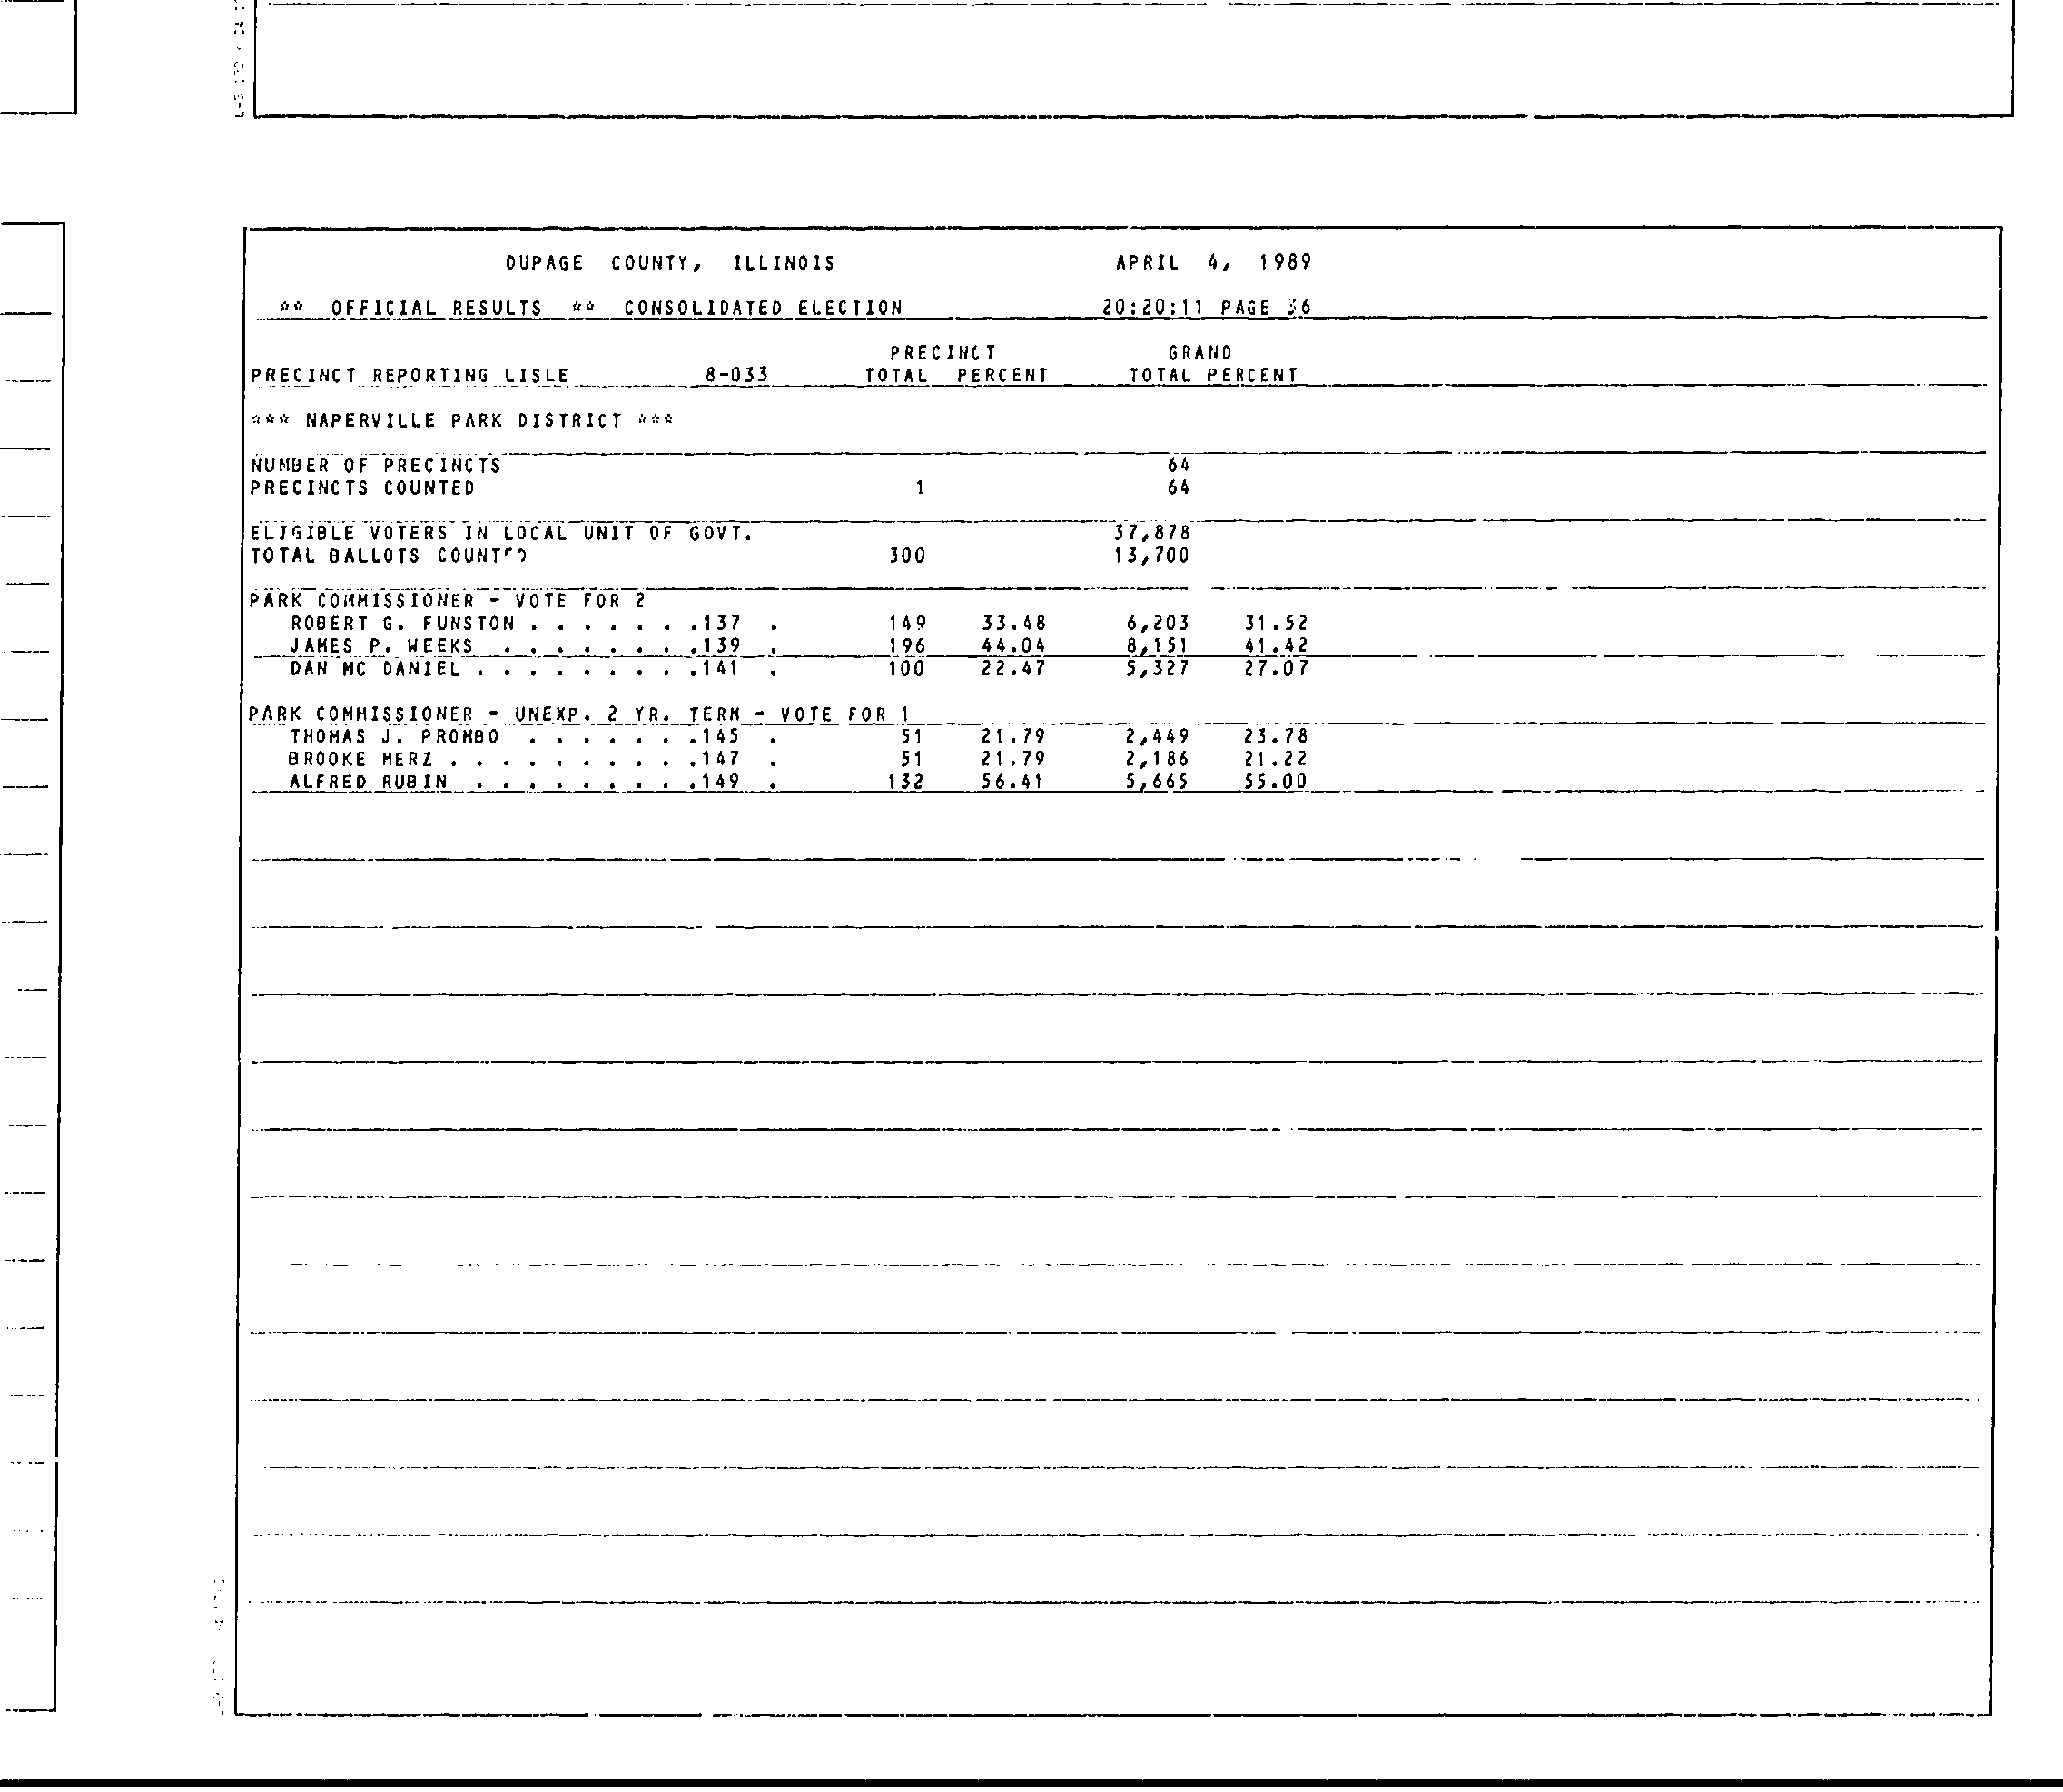 DUPAGE COUNTY, ILLINOIS APRIL 4, 1989
** OFFICIAL RESULTS ** CONSOLIDATED ELECTION 20:20:11 PAGE 36
PRECINCT GRAND
PRECINCT REPORTING LISLE 8-033 TOTAL PERCENT TOTAL PERCENT
*** NAPERVILLE PARK DISTRICT ***
NUMBER OF PRECINCTS 64
PRECINCTS COUNTED 1 64
ELIGIBLE VOTERS IN LOCAL UNIT OF GOVT. 37,878
TOTAL BALLOTS COUNTED 300 13,700
PARK COMMISSIONER - VOTE FOR 2
ROBERT G. FUNSTON . . . . . . .137 . 149 33.48 6,203 31.52
JAMES P. WEEKS . . . . . . . .139 . 196 44.04 8,151 41.42
DAN MC DANIEL . . . . . . . . .141 . 100 22.47 5,327 27.07
PARK COMMISSIONER - UNEXP. 2 YR. TERM - VOTE FOR 1
THOMAS J. PROMBO . . . . . . .145 . 51 21.79 2,449 23.78
BROOKE MERZ . . . . . . . . . .147 . 51 21.79 2,186 21.22
ALFRED RUBIN . . . . . . . . .149 . 132 56.41 5,665 55.00